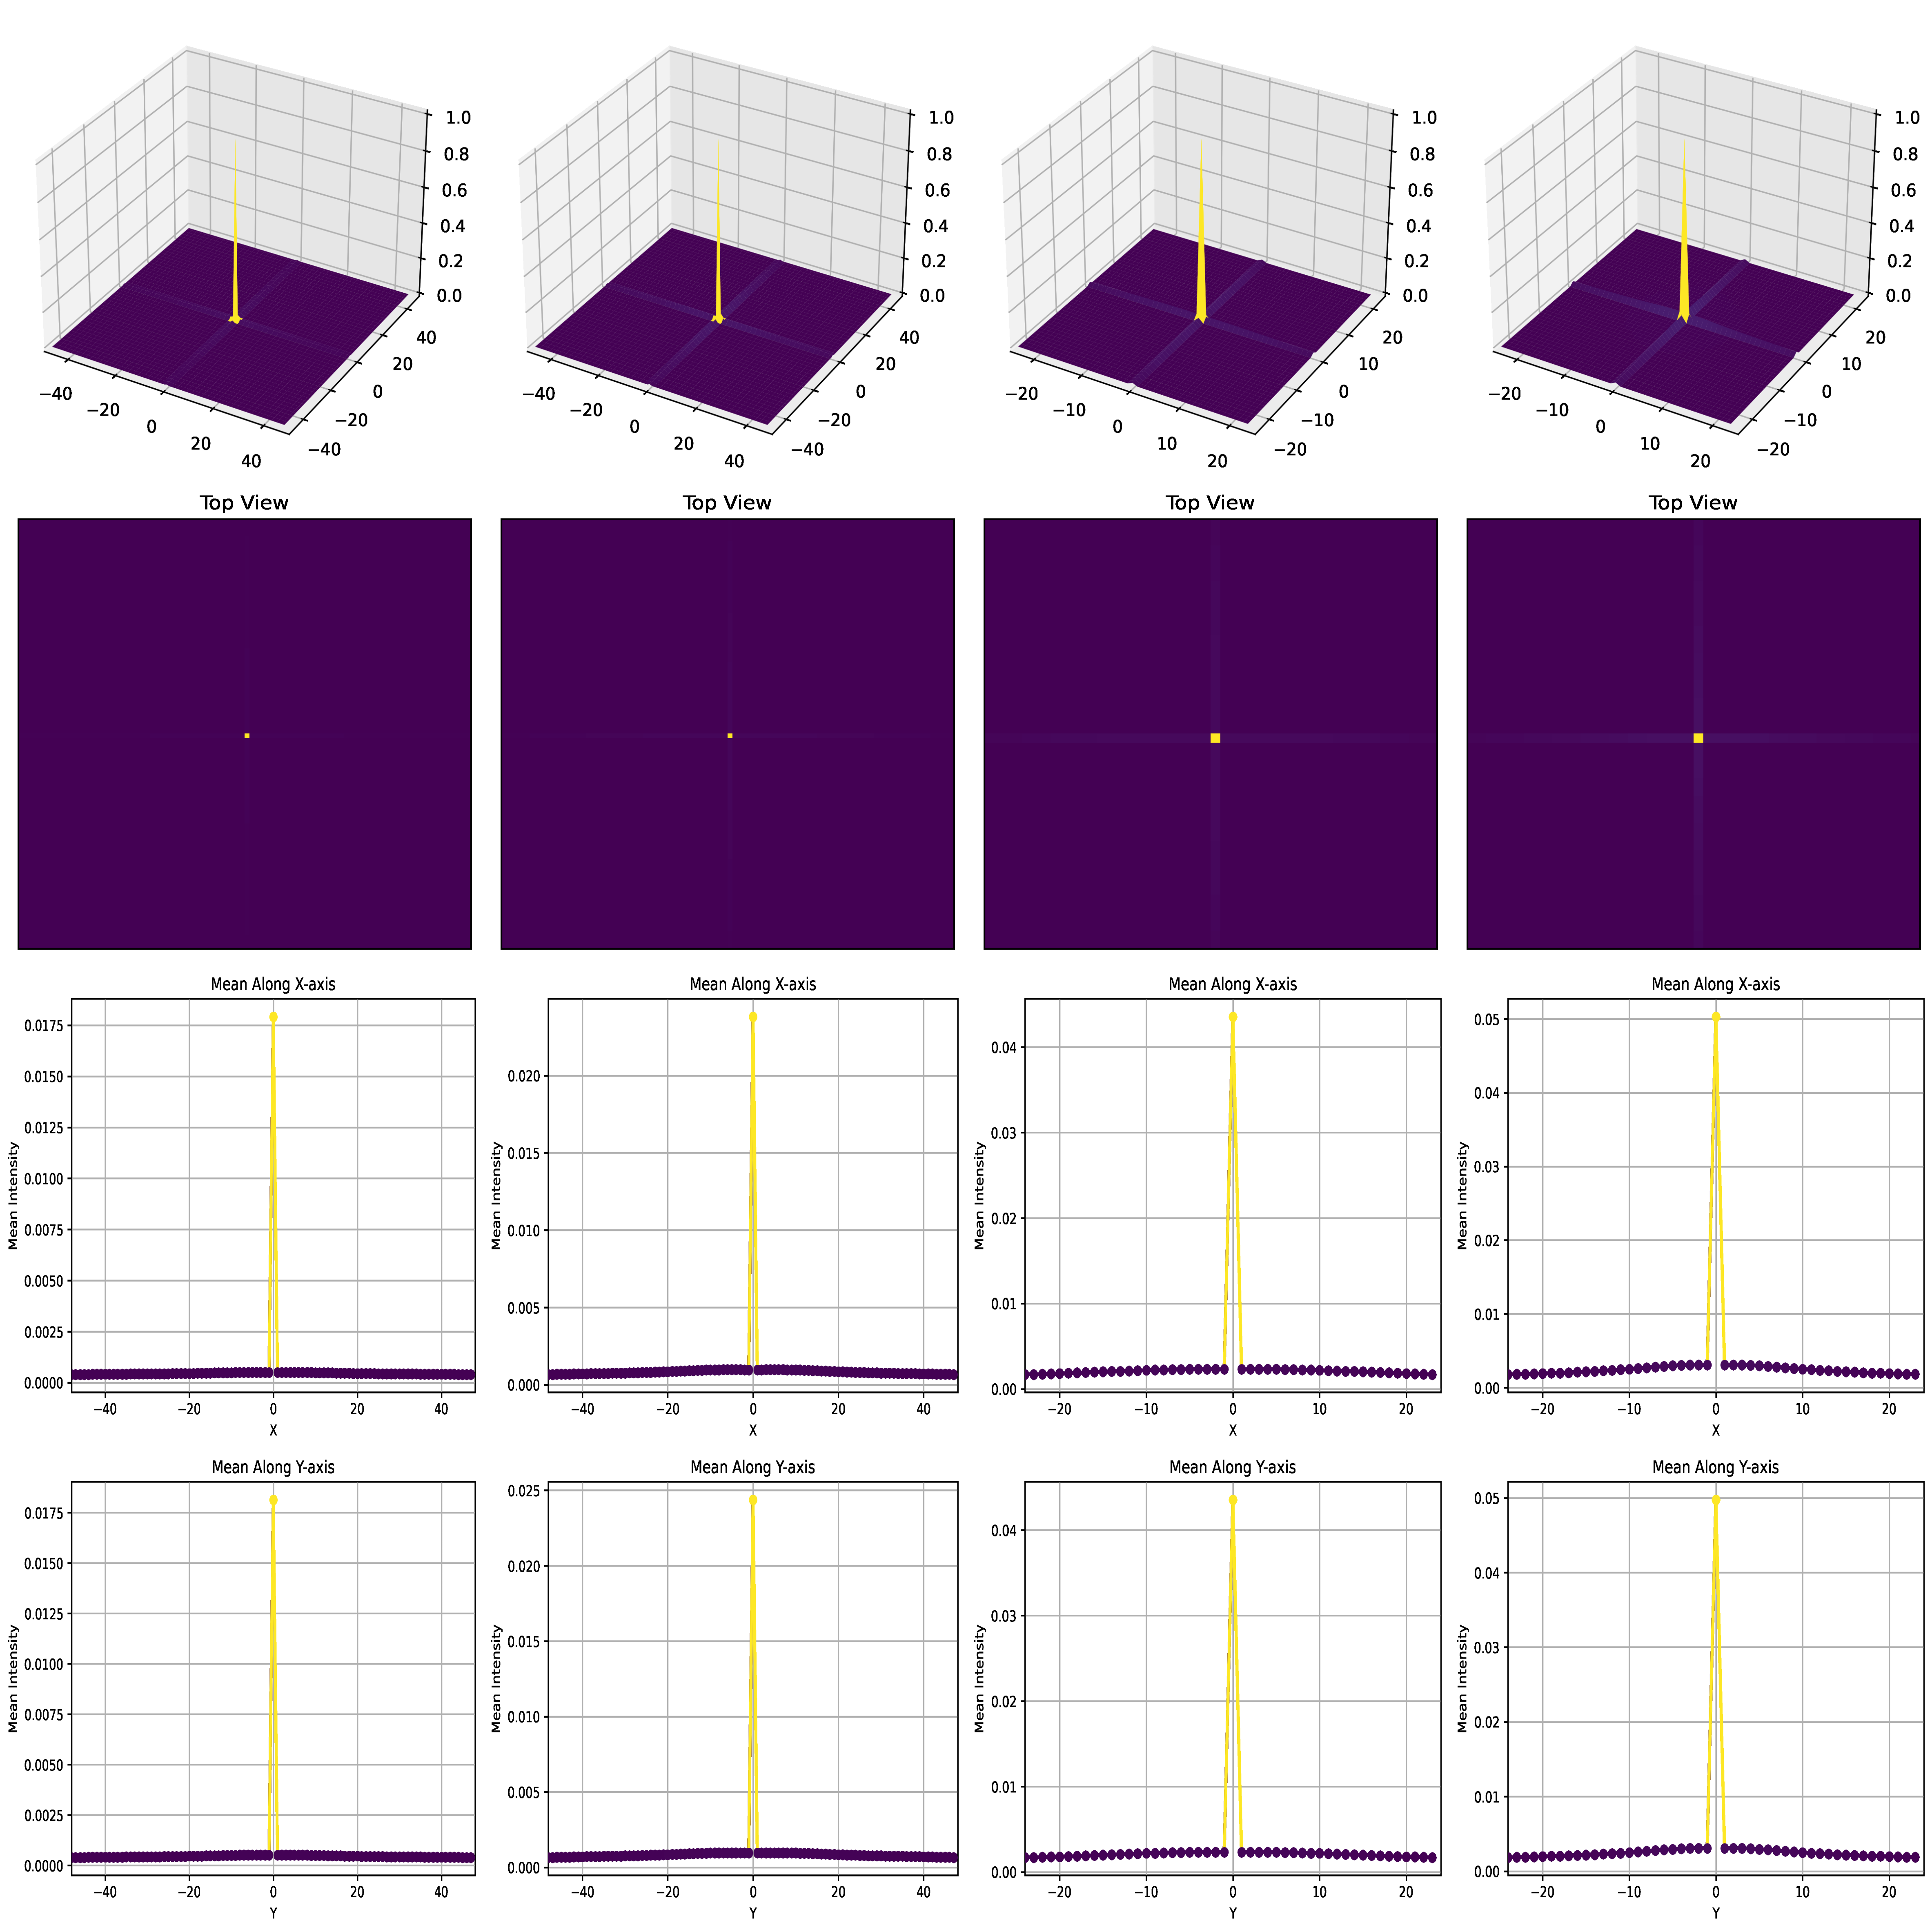 1.0 1.0 1.0 1.0
0.8 0.8 0.8 0.8
0.6 0.6 0.6 0.6
0.4 0.4 0.4 0.4
0.2 0.2 0.2 0.2
0.0 0.0 0.0 0.0
40 40 20 20
20 20 10 10
−40 0 −40 0 −20 0 −20 0
−20 −20 −20 −20 −10 −10 −10 −10
0 0 0 0
20 −40 20 −40 10 −20 10 −20
40 40 20 20
Top View Top View Top View Top View
Mean Along X-axis Mean Along X-axis Mean Along X-axis Mean Along X-axis
Mean Intensity
0.0175
0.0150
0.0125
0.0100
0.0075
0.0050
0.0025
0.0000
−40 −20 0 20 40
X
Mean Intensity
0.020
0.015
0.010
0.005
0.000
−40 −20 0 20 40
X
Mean Intensity
0.04
0.03
0.02
0.01
0.00
−20 −10 0 10 20
X
Mean Intensity
0.05
0.04
0.03
0.02
0.01
0.00
−20 −10 0 10 20
X
Mean Along Y-axis Mean Along Y-axis Mean Along Y-axis Mean Along Y-axis
Mean Intensity
0.0175
0.0150
0.0125
0.0100
0.0075
0.0050
0.0025
0.0000
−40 −20 0 20 40
Y
Mean Intensity
0.025
0.020
0.015
0.010
0.005
0.000
−40 −20 0 20 40
Y
Mean Intensity
0.04
0.03
0.02
0.01
0.00
−20 −10 0 10 20
Y
Mean Intensity
0.05
0.04
0.03
0.02
0.01
0.00
−20 −10 0 10 20
Y